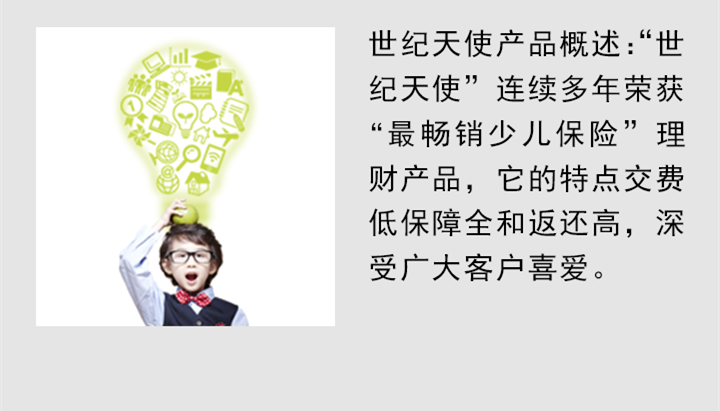 世纪天使产品概述：“世
纪天使”连续多年荣获
“最畅销少儿保险”理
财产品，它的特点交费
低保障全和返还高，深
受广大客户喜爱。